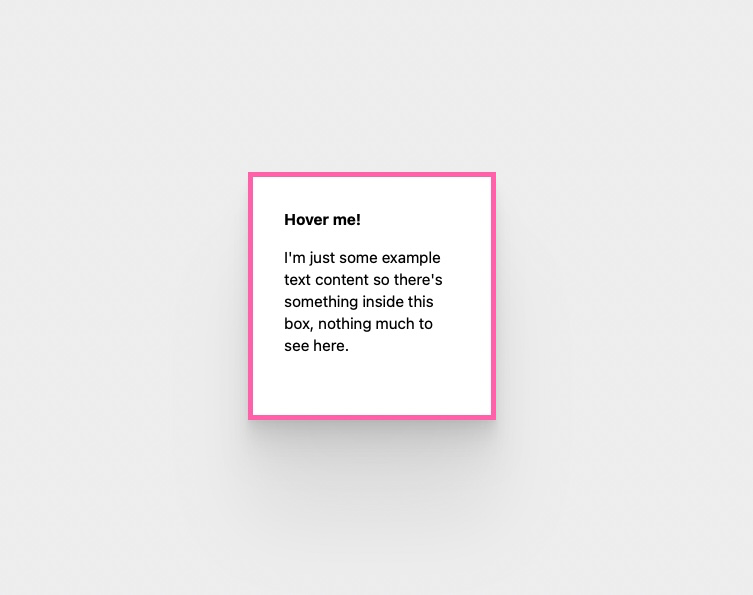 Hover me!
I'm just some example
text content so there's
something inside this
box, nothing much to
see here.